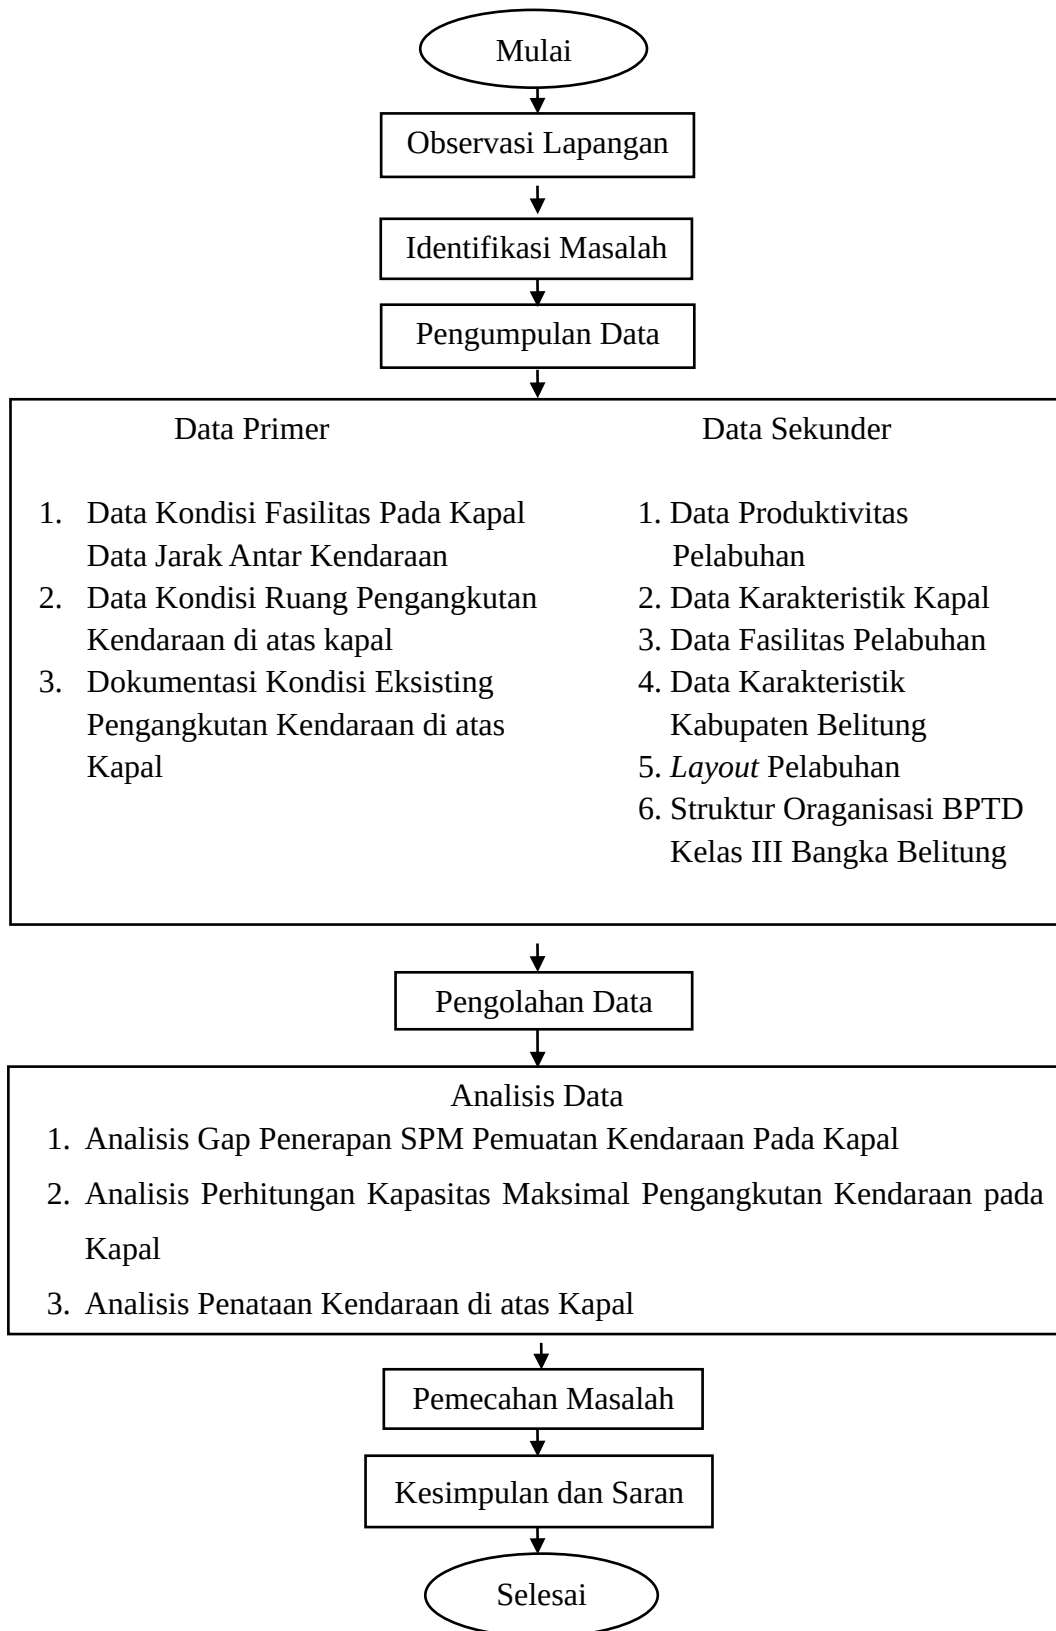 Mulai
Observasi Lapangan
Identifikasi Masalah
Pengumpulan Data
Data Primer
1. Data Kondisi Fasilitas Pada Kapal
Data Jarak Antar Kendaraan
2. Data Kondisi Ruang Pengangkutan
Kendaraan di atas kapal
3. Dokumentasi Kondisi Eksisting
Pengangkutan Kendaraan di atas
Kapal
Data Sekunder
1. Data Produktivitas
Pelabuhan
2. Data Karakteristik Kapal
3. Data Fasilitas Pelabuhan
4. Data Karakteristik
Kabupaten Belitung
5. Layout Pelabuhan
6. Struktur Oraganisasi BPTD
Kelas III Bangka Belitung
Pengolahan Data
Analisis Data
1. Analisis Gap Penerapan SPM Pemuatan Kendaraan Pada Kapal
2. Analisis Perhitungan Kapasitas Maksimal Pengangkutan Kendaraan pada
Kapal
3. Analisis Penataan Kendaraan di atas Kapal
Pemecahan Masalah
Kesimpulan dan Saran
Selesai